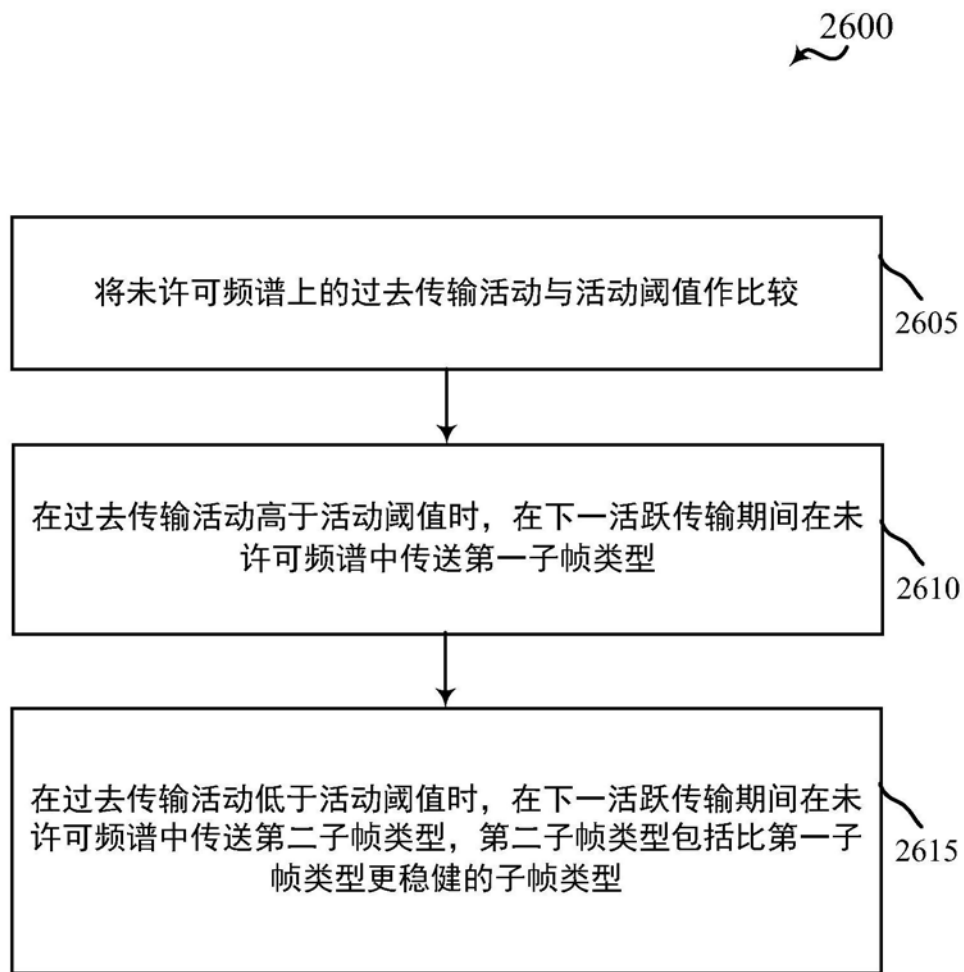 2600
将未许可频谱上的过去传输活动与活动阈值作比较
2605
在过去传输活动高于活动阈值时，在下一活跃传输期间在未
许可频谱中传送第一子帧类型
2610
在过去传输活动低于活动阈值时，在下一活跃传输期间在未
许可频谱中传送第二子帧类型，第二子帧类型包括比第一子
帧类型更稳健的子帧类型
2615